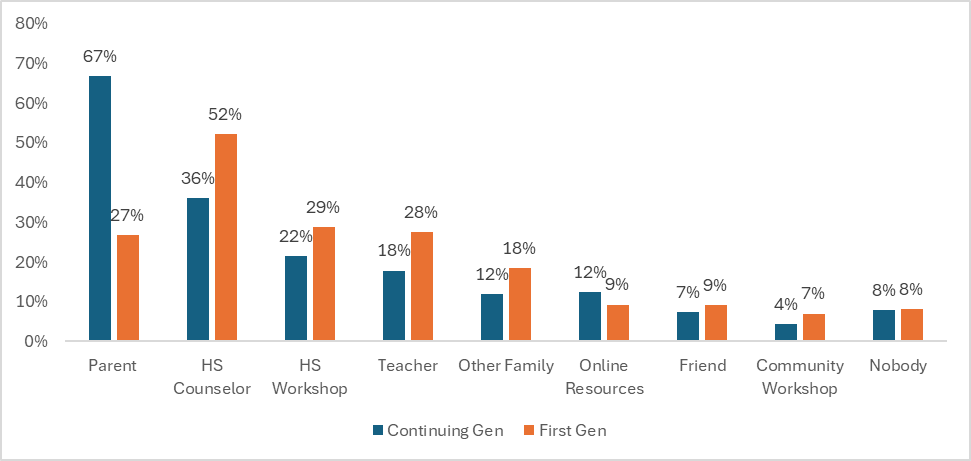 80%
70%
60%
50%
40%
30%
20%
10%
0%
67%
27%
36%
52%
22%
29%
18%
28%
12%
18%
12%
9%
7%
9%
4%
7%
8%
8%
Parent
HS
Counselor
HS
Workshop
Teacher
Other Family
Online
Resources
Friend
Community
Workshop
Nobody
Continuing Gen
First Gen